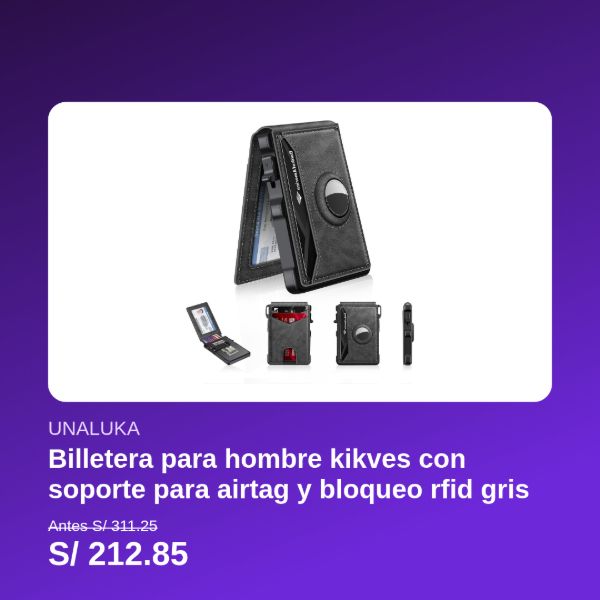 UNALUKA
Billetera para hombre kikves con
soporte para airtag y bloqueo rfid gris
Antes S/ 311.25
S/ 212.85